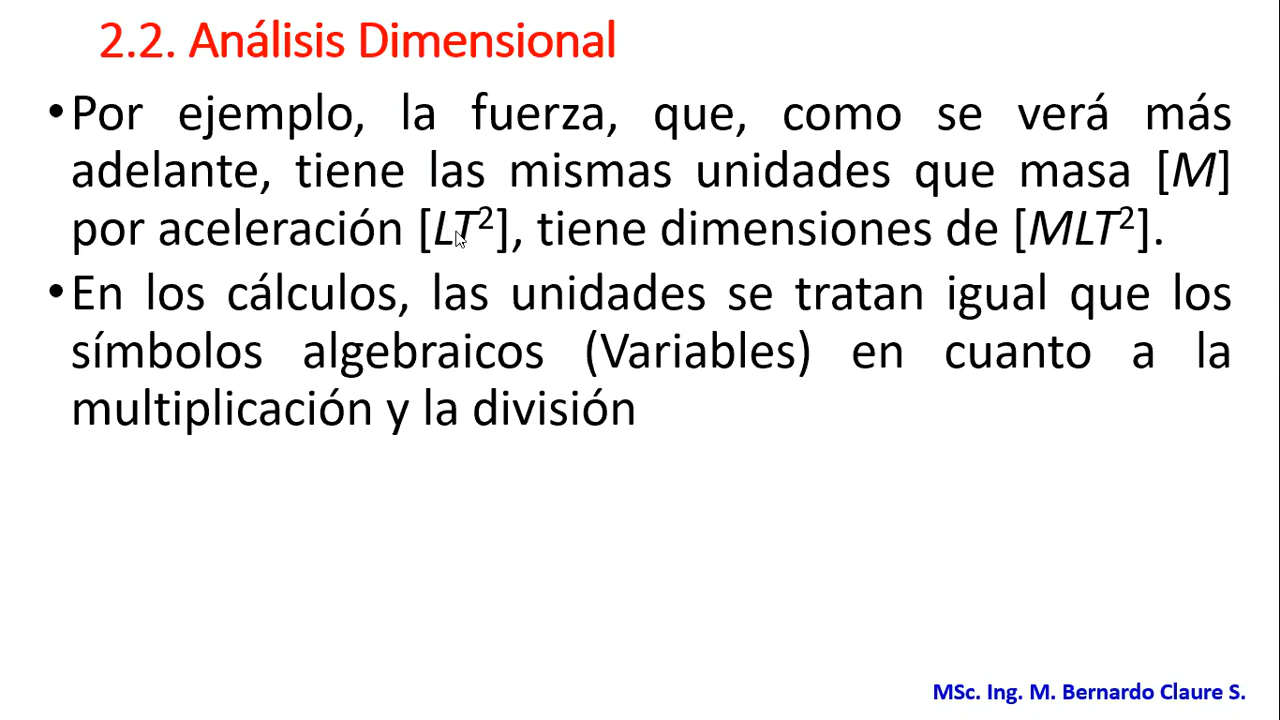 2.2. Análisis Dimensional
•Por ejemplo, la fuerza, que, como se verá más
adelante, tiene las mismas unidades que masa [M]
por aceleración [LT²], tiene dimensiones de [MLT²].
•En los cálculos, las unidades se tratan igual que los
símbolos algebraicos (Variables) en cuanto a la
multiplicación y la división
MSc. Ing. M. Bernardo Claure S.